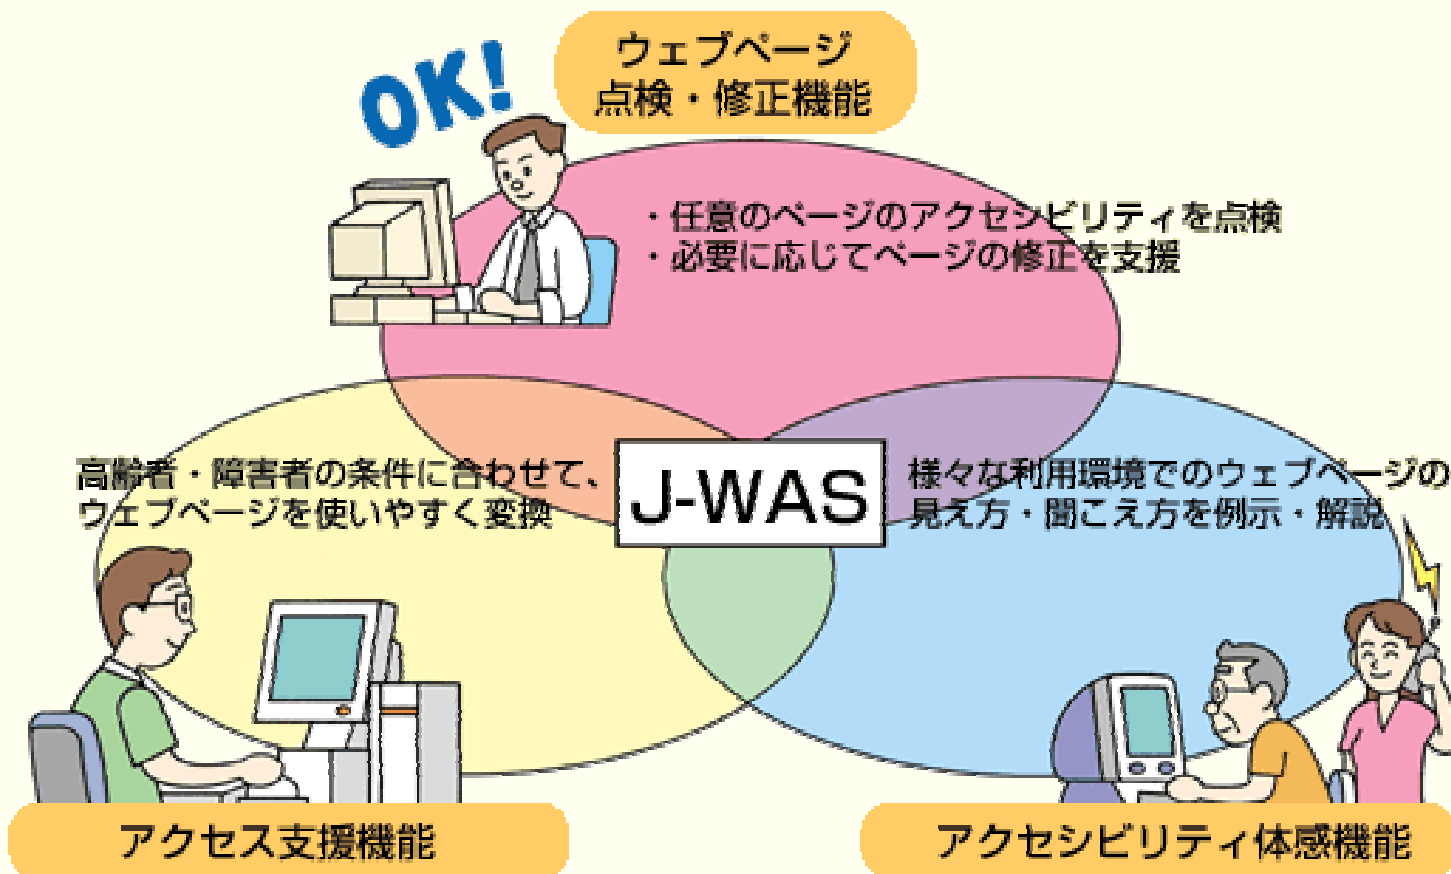 OK!
ウェブページ
点検・修正機能
・任意のページのアクセシビリティを点検
・必要に応じてページの修正を支援
高齢者・障害者の条件に合わせて、
ウェブページを使いやすく変換
J-WAS
様々な利用環境でのウェブページの
見え方・聞こえ方を例示・解説
アクセス支援機能
アクセシビリティ体感機能